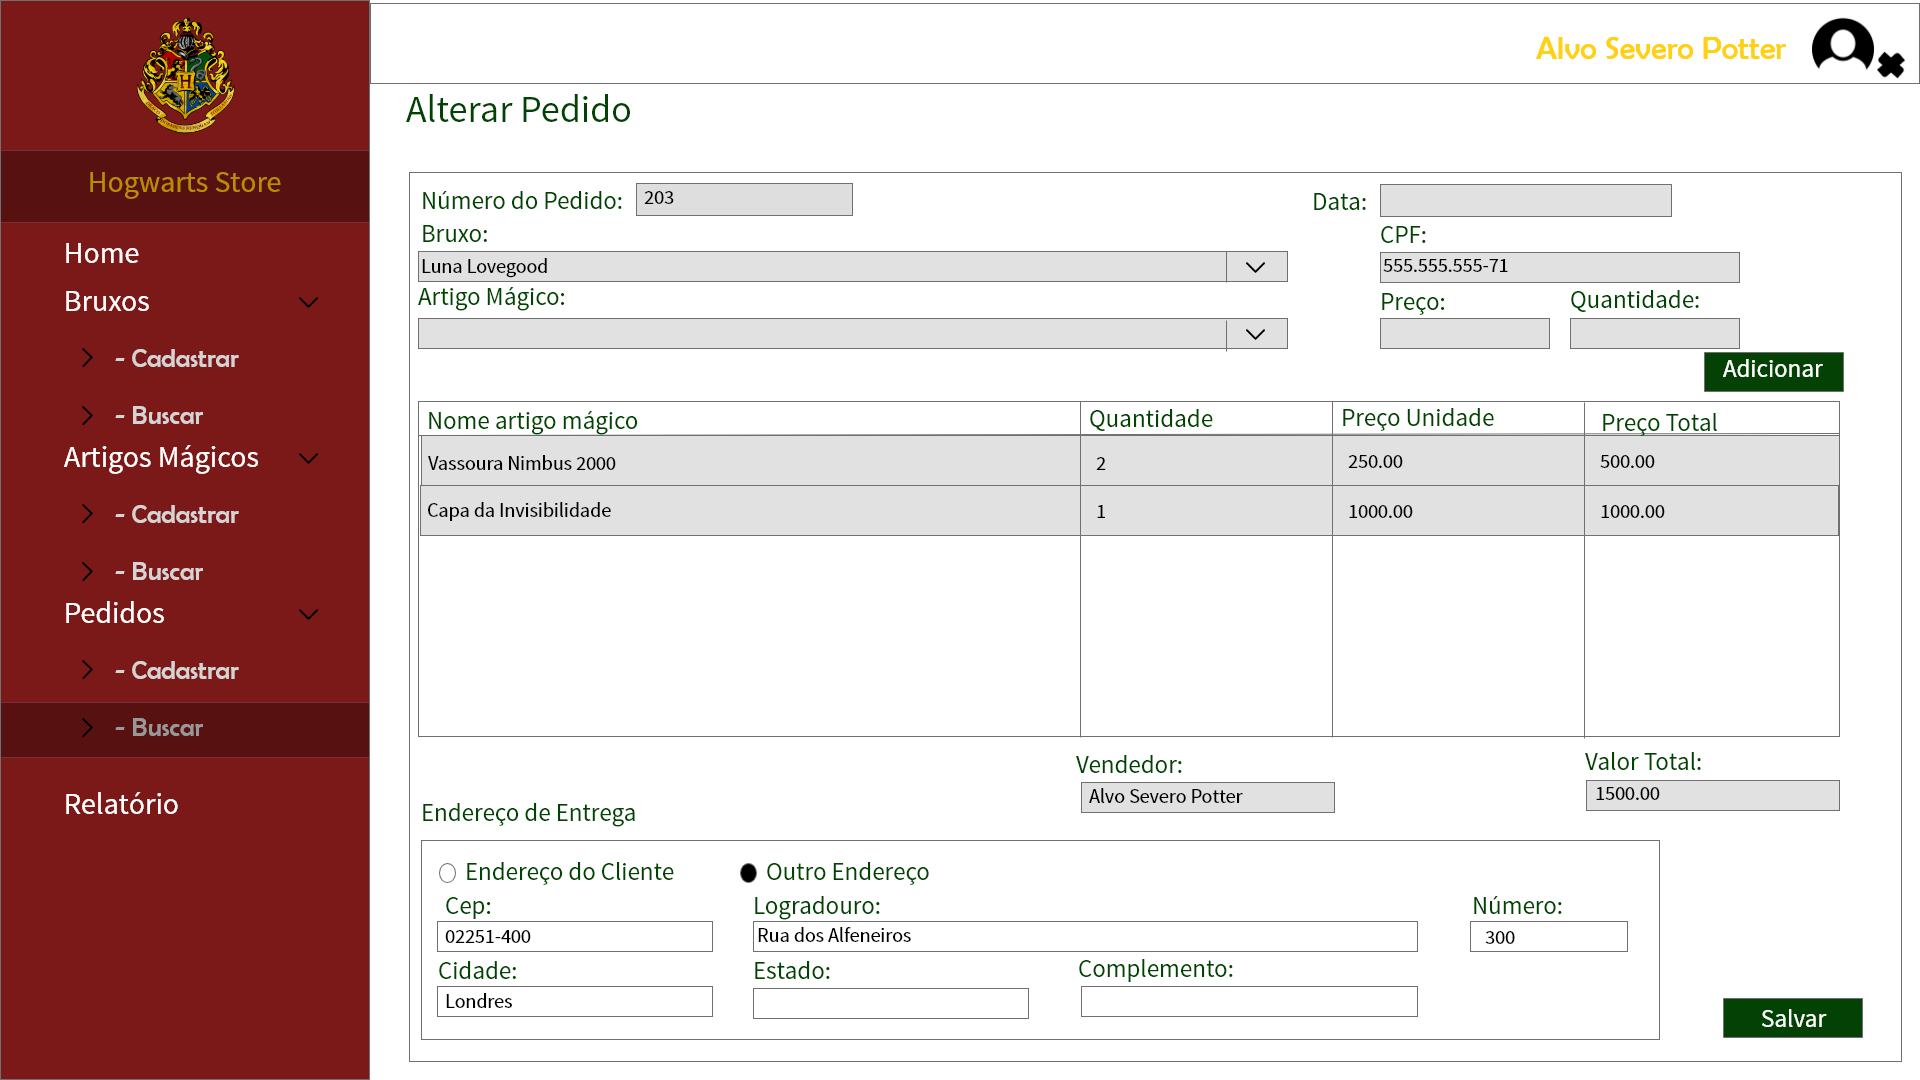 Alvo Severo Potter
Hogwarts Store
Home
Bruxos
- Cadastrar
- Buscar
Artigos Mágicos
- Cadastrar
- Buscar
Pedidos
- Cadastrar
- Buscar
Relatório
Alterar Pedido
Número do Pedido: 203 Data:
Bruxo: CPF:
Luna Lovegood 555.555.555-71
Artigo Mágico: Preço: Quantidade:
Adicionar
Nome artigo mágico Quantidade Preço Unidade Preço Total
Vassoura Nimbus 2000 2 250.00 500.00
Capa da Invisibilidade 1 1000.00 1000.00
Vendedor: Valor Total:
Alvo Severo Potter 1500.00
Endereço de Entrega
Endereço do Cliente Outro Endereço
Cep: Logradouro: Número:
02251-400 Rua dos Alfeneiros 300
Cidade: Estado: Complemento:
Londres
Salvar